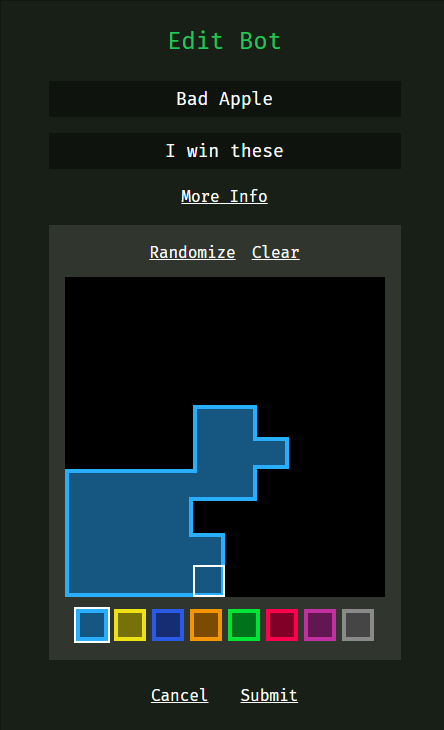 Edit Bot
Bad Apple
I win these
More Info
Randomize Clear
Cancel Submit